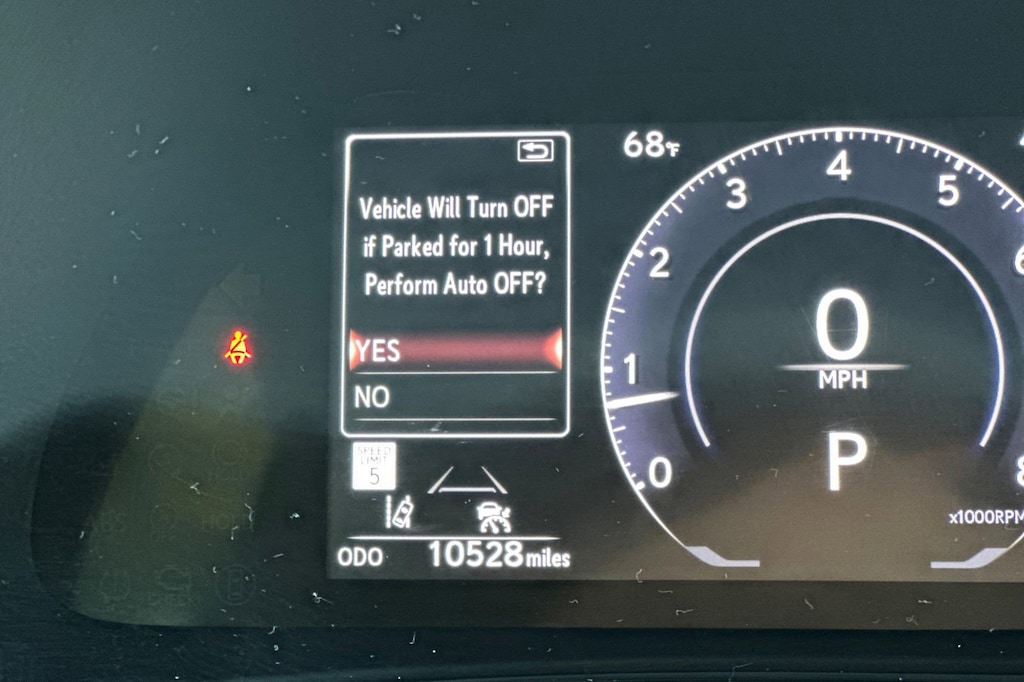 Vehicle Will Turn OFF
if Parked for 1 Hour,
Perform Auto OFF?
YES
NO
SPEED
LIMIT
5
ODO 10528 miles
68°F
0
1
2
3
4
5
0
MPH
P
x1000RPM